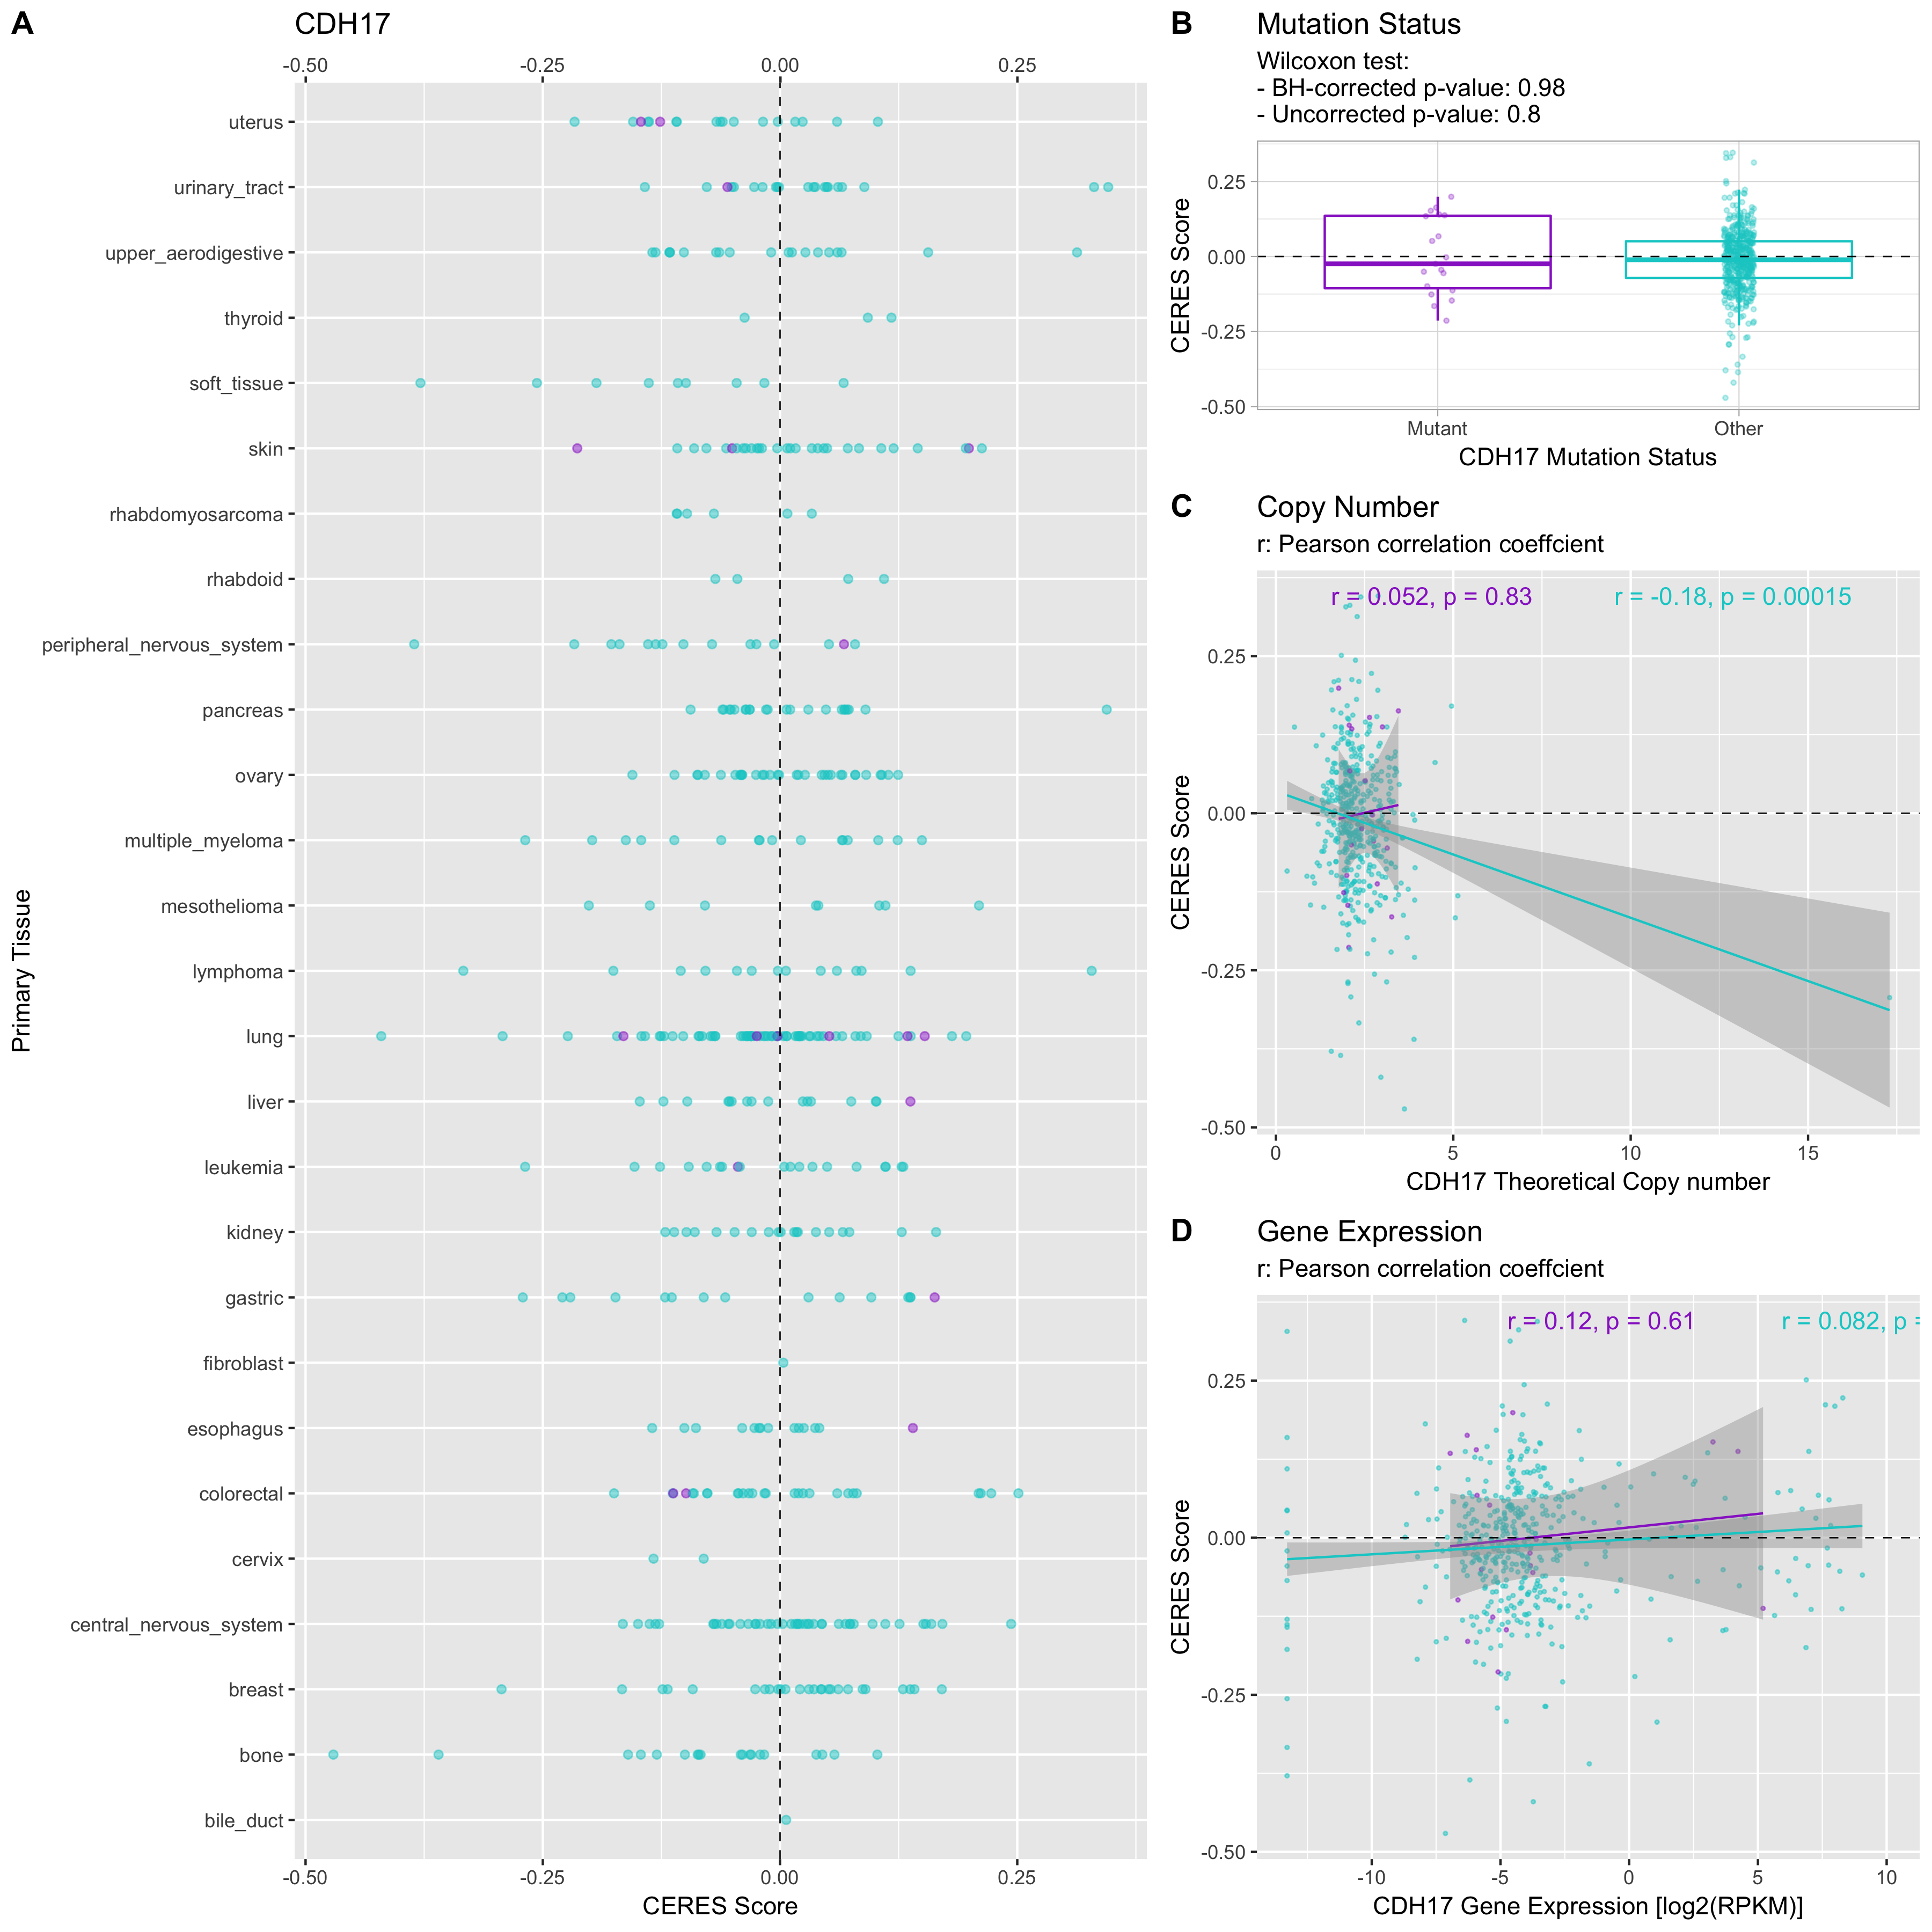 A
CDH17
-0.50 -0.25 0.00 0.25
uterus
urinary_tract
upper_aerodigestive
thyroid
soft_tissue
skin
rhabdomyosarcoma
rhabdoid
peripheral_nervous_system
pancreas
ovary
multiple_myeloma
mesothelioma
lymphoma
lung
liver
leukemia
kidney
gastric
fibroblast
esophagus
colorectal
cervix
central_nervous_system
breast
bone
bile_duct
Primary Tissue
-0.50 -0.25 0.00 0.25
CERES Score
B
Mutation Status
Wilcoxon test:
- BH-corrected p-value: 0.98
- Uncorrected p-value: 0.8
CERES Score
0.25
0.00
-0.25
-0.50
Mutant Other
CDH17 Mutation Status
C
Copy Number
r: Pearson correlation coeffcient
r = 0.052, p = 0.83 r = -0.18, p = 0.00015
CERES Score
0.25
0.00
-0.25
-0.50
0 5 10 15
CDH17 Theoretical Copy number
D
Gene Expression
r: Pearson correlation coeffcient
r = 0.12, p = 0.61 r = 0.082, p =
CERES Score
0.25
0.00
-0.25
-0.50
-10 -5 0 5 10
CDH17 Gene Expression [log2(RPKM)]